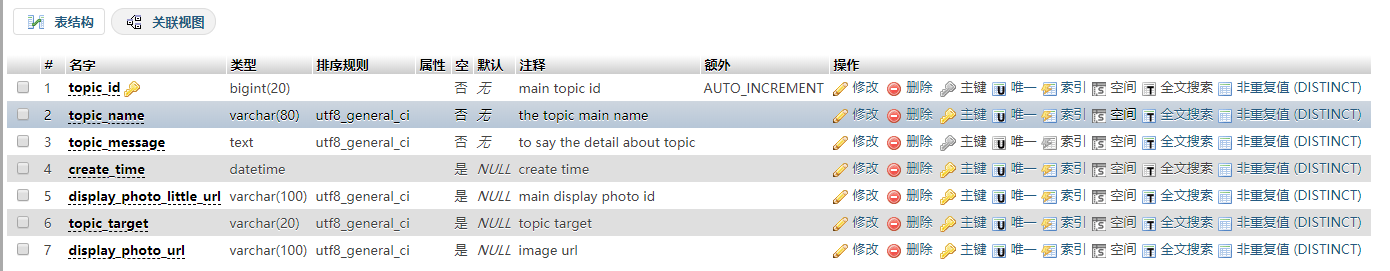 表结构 关联视图
# 名字 类型 排序规则 属性 空 默认 注释 额外 操作
1 topic_id bigint(20) 否 无 main topic id AUTO_INCREMENT 修改 删除 主键 唯一 索引 空间 全文搜索 非重复值 (DISTINCT)
2 topic_name varchar(80) utf8_general_ci 否 无 the topic main name 修改 删除 主键 唯一 索引 空间 全文搜索 非重复值 (DISTINCT)
3 topic_message text utf8_general_ci 否 无 to say the detail about topic 修改 删除 主键 唯一 索引 空间 全文搜索 非重复值 (DISTINCT)
4 create_time datetime 是 NULL create time 修改 删除 主键 唯一 索引 空间 全文搜索 非重复值 (DISTINCT)
5 display_photo_little_url varchar(100) utf8_general_ci 是 NULL main display photo id 修改 删除 主键 唯一 索引 空间 全文搜索 非重复值 (DISTINCT)
6 topic_target varchar(20) utf8_general_ci 是 NULL topic target 修改 删除 主键 唯一 索引 空间 全文搜索 非重复值 (DISTINCT)
7 display_photo_url varchar(100) utf8_general_ci 是 NULL image url 修改 删除 主键 唯一 索引 空间 全文搜索 非重复值 (DISTINCT)